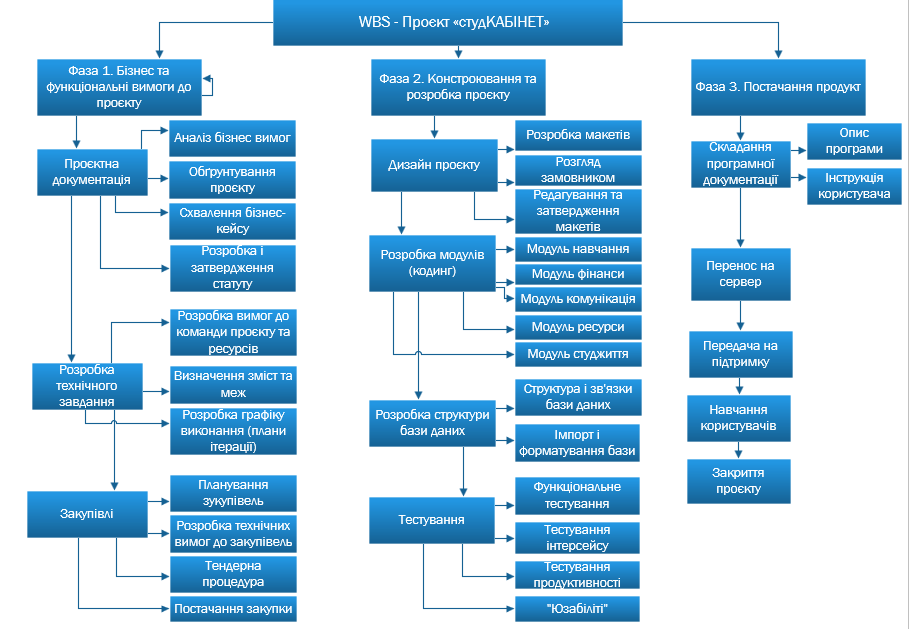 WBS - Проєкт «студКАБІНЕТ»
Фаза 1. Бізнес та
функціональні вимоги до
проєкту
Проєктна
документація
Аналіз бізнес вимог
Обґрунтування
проєкту
Схвалення бізнес-
кейсу
Розробка і
затвердження
статуту
Розробка
технічного
завдання
Розробка вимог до
команди проєкту та
ресурсів
Визначення зміст та
меж
Розробка графіку
виконання (плани
ітерації)
Закупівлі
Планування
зукупівель
Розробка технічних
вимог до закупівель
Тендерна
процедура
Постачання закупки
Фаза 2. Констроювання та
розробка проєкту
Дизайн проєкту
Розробка макетів
Розгляд
замовником
Редагування та
затвердження
макетів
Розробка модулів
(кодинг)
Модуль навчання
Модуль фінанси
Модуль комунікація
Модуль ресурси
Модуль студжиття
Розробка структури
бази даних
Структура і зв'язки
бази даних
Імпорт і
форматування бази
Тестування
Функціональне
тестування
Тестування
інтерсейсу
Тестування
продуктивності
"Юзабіліті"
Фаза 3. Постачання продукт
Складання
програмної
документації
Опис
програми
Інструкція
користувача
Перенос на
сервер
Передача на
підтримку
Навчання
користувачів
Закриття
проєкту